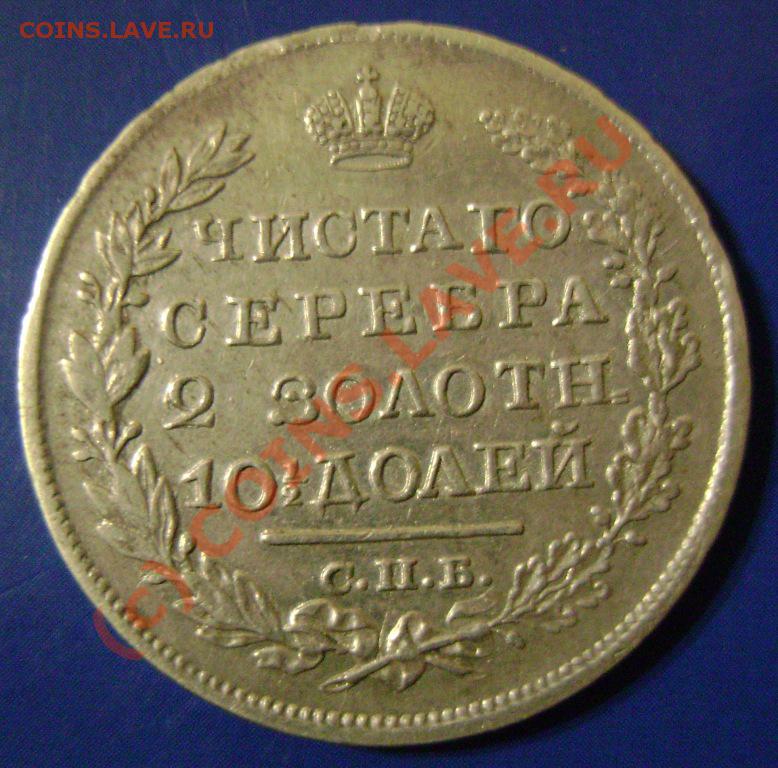 COINS.LAVE.RU
ЧИСТАГО
СЕРЕБРА
2 ЗОЛОТН.
10½ ДОЛЕЙ
С.П.Б.
(c) COINS.LAVE.RU